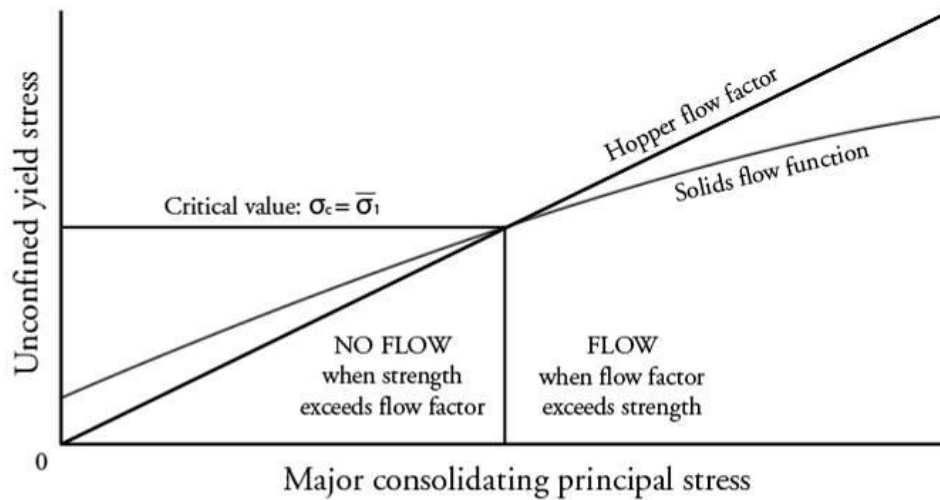 Unconfined yield stress
Hopper flow factor
Solids flow function
Critical value: σc = σ̅1
NO FLOW
when strength
exceeds flow factor
FLOW
when flow factor
exceeds strength
0
Major consolidating principal stress